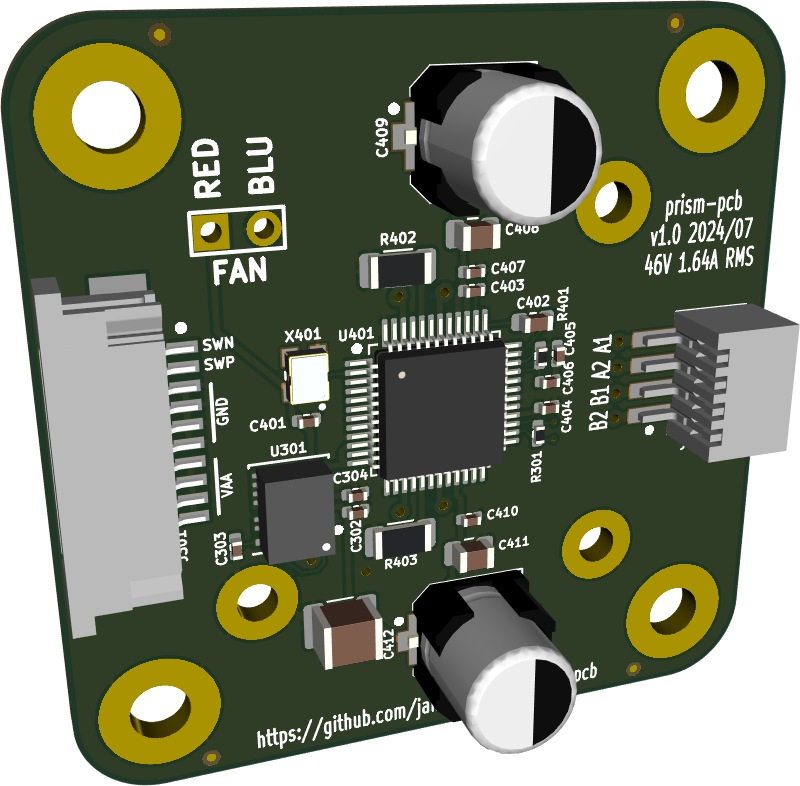 C409
RED
BLU
FAN
prism-pcb
v1.0 2024/07
46V 1.64A RMS
C408
R402
C407
C403
C402
R401
C405
X401
U401
SWN
SWP
GND
VAA
C406
C404
B2 B1 A2 A1
C401
U301
C304
R301
C303
C302
J301
C410
C411
R403
C412
https://github.com/
pcb